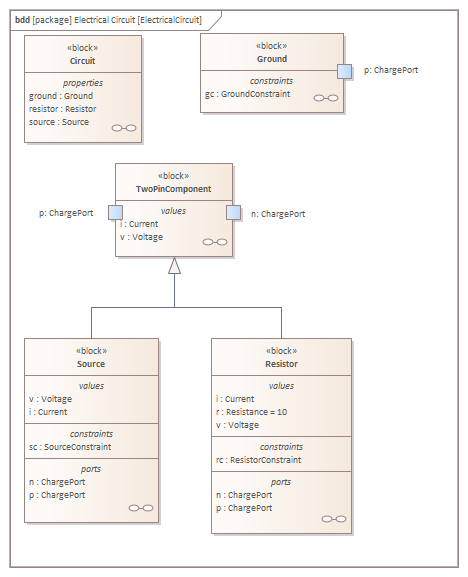 bdd [package] Electrical Circuit [ElectricalCircuit]
«block»
Circuit
properties
ground : Ground
resistor : Resistor
source : Source
«block»
Ground
constraints
gc : GroundConstraint
p: ChargePort
«block»
TwoPinComponent
values
i : Current
v : Voltage
p: ChargePort
n: ChargePort
«block»
Source
values
v : Voltage
i : Current
constraints
sc : SourceConstraint
ports
n : ChargePort
p : ChargePort
«block»
Resistor
values
i : Current
r : Resistance = 10
v : Voltage
constraints
rc : ResistorConstraint
ports
n : ChargePort
p : ChargePort